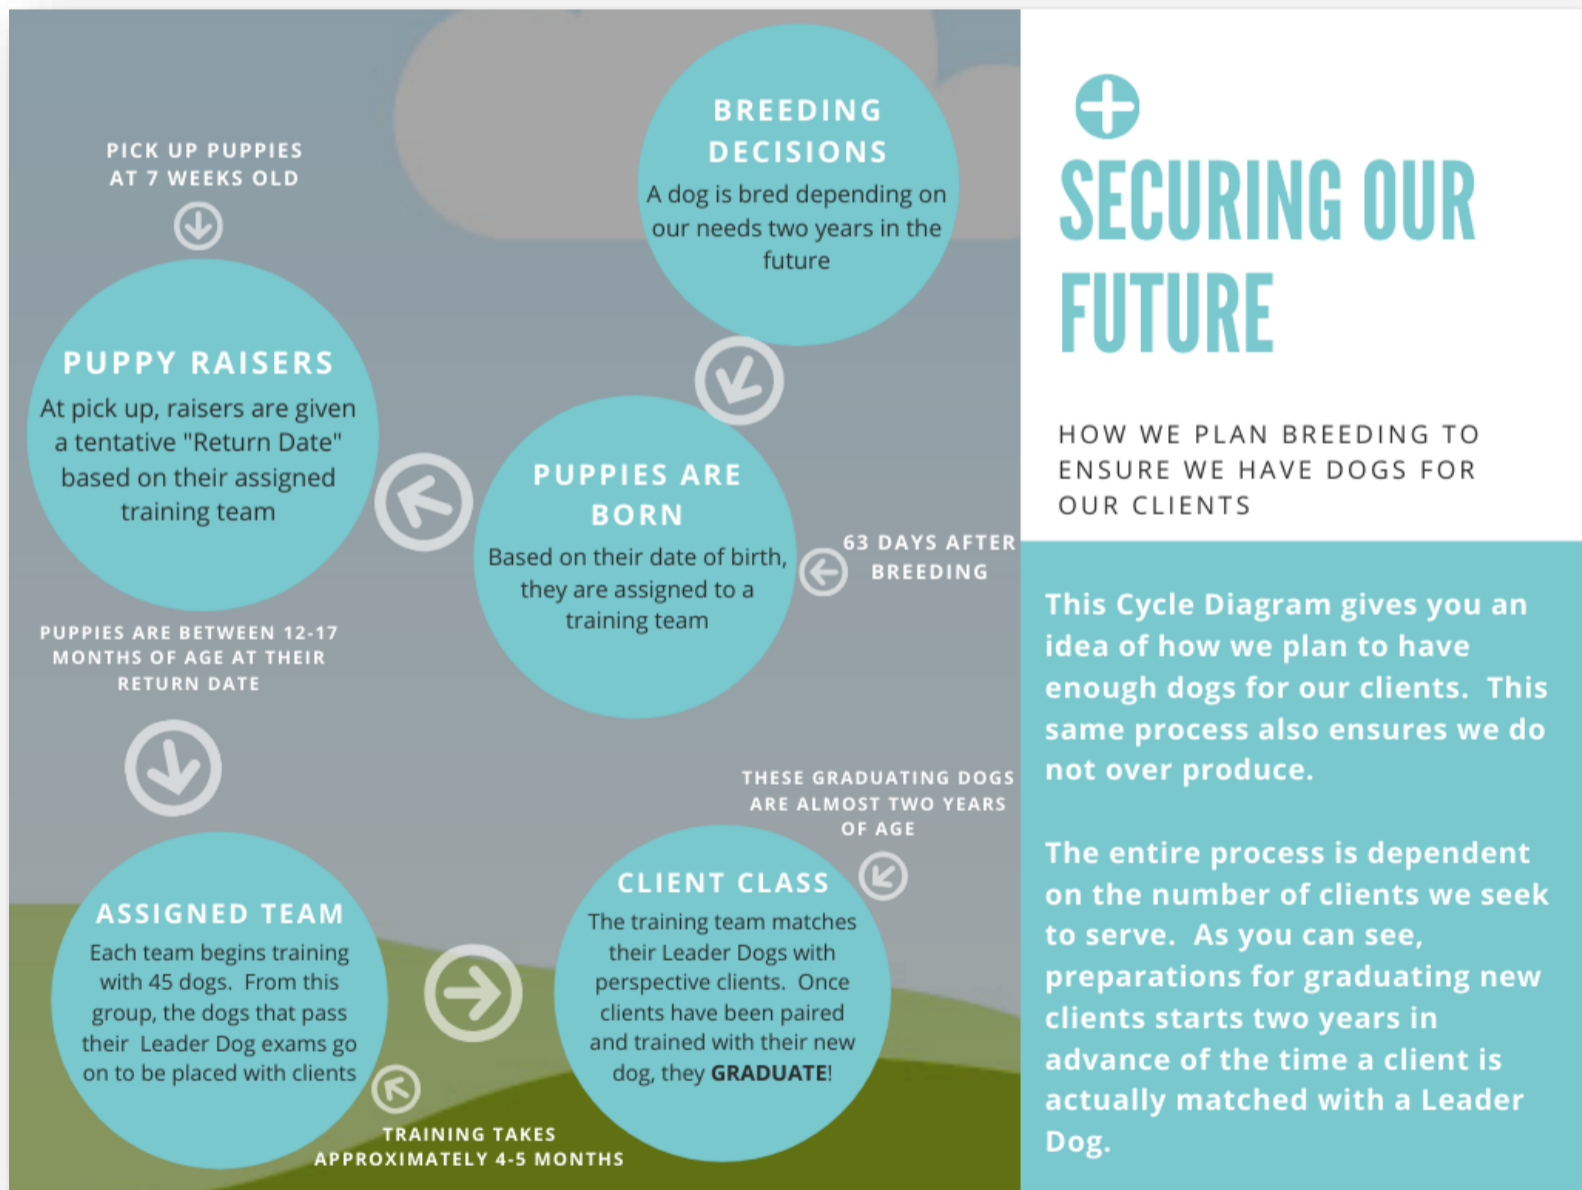 BREEDING
DECISIONS
A dog is bred depending on
our needs two years in the
future
63 DAYS AFTER
BREEDING
PUPPIES ARE
BORN
Based on their date of birth,
they are assigned to a
training team
PICK UP PUPPIES
AT 7 WEEKS OLD
PUPPY RAISERS
At pick up, raisers are given
a tentative "Return Date"
based on their assigned
training team
PUPPIES ARE BETWEEN 12-17
MONTHS OF AGE AT THEIR
RETURN DATE
ASSIGNED TEAM
Each team begins training
with 45 dogs.  From this
group, the dogs that pass
their  Leader Dog exams go
on to be placed with clients
TRAINING TAKES
APPROXIMATELY 4-5 MONTHS
THESE GRADUATING DOGS
ARE ALMOST TWO YEARS
OF AGE
CLIENT CLASS
The training team matches
their Leader Dogs with
perspective clients.  Once
clients have been paired
and trained with their new
dog, they GRADUATE!
SECURING OUR
FUTURE
HOW WE PLAN BREEDING TO
ENSURE WE HAVE DOGS FOR
OUR CLIENTS
This Cycle Diagram gives you an
idea of how we plan to have
enough dogs for our clients.  This
same process also ensures we do
not over produce.
The entire process is dependent
on the number of clients we seek
to serve.  As you can see,
preparations for graduating new
clients starts two years in
advance of the time a client is
actually matched with a Leader
Dog.